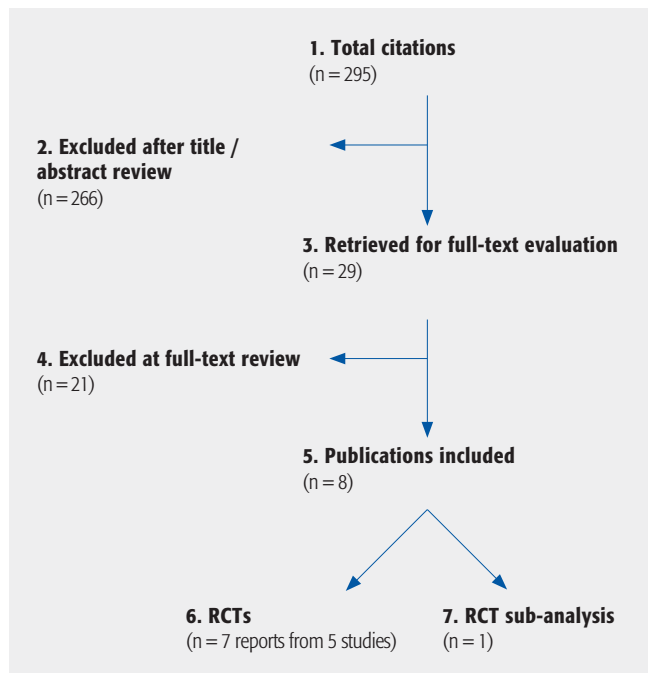 1. Total citations
(n = 295)
2. Excluded after title /
abstract review
(n = 266)
3. Retrieved for full-text evaluation
(n = 29)
4. Excluded at full-text review
(n = 21)
5. Publications included
(n = 8)
6. RCTs
(n = 7 reports from 5 studies)
7. RCT sub-analysis
(n = 1)